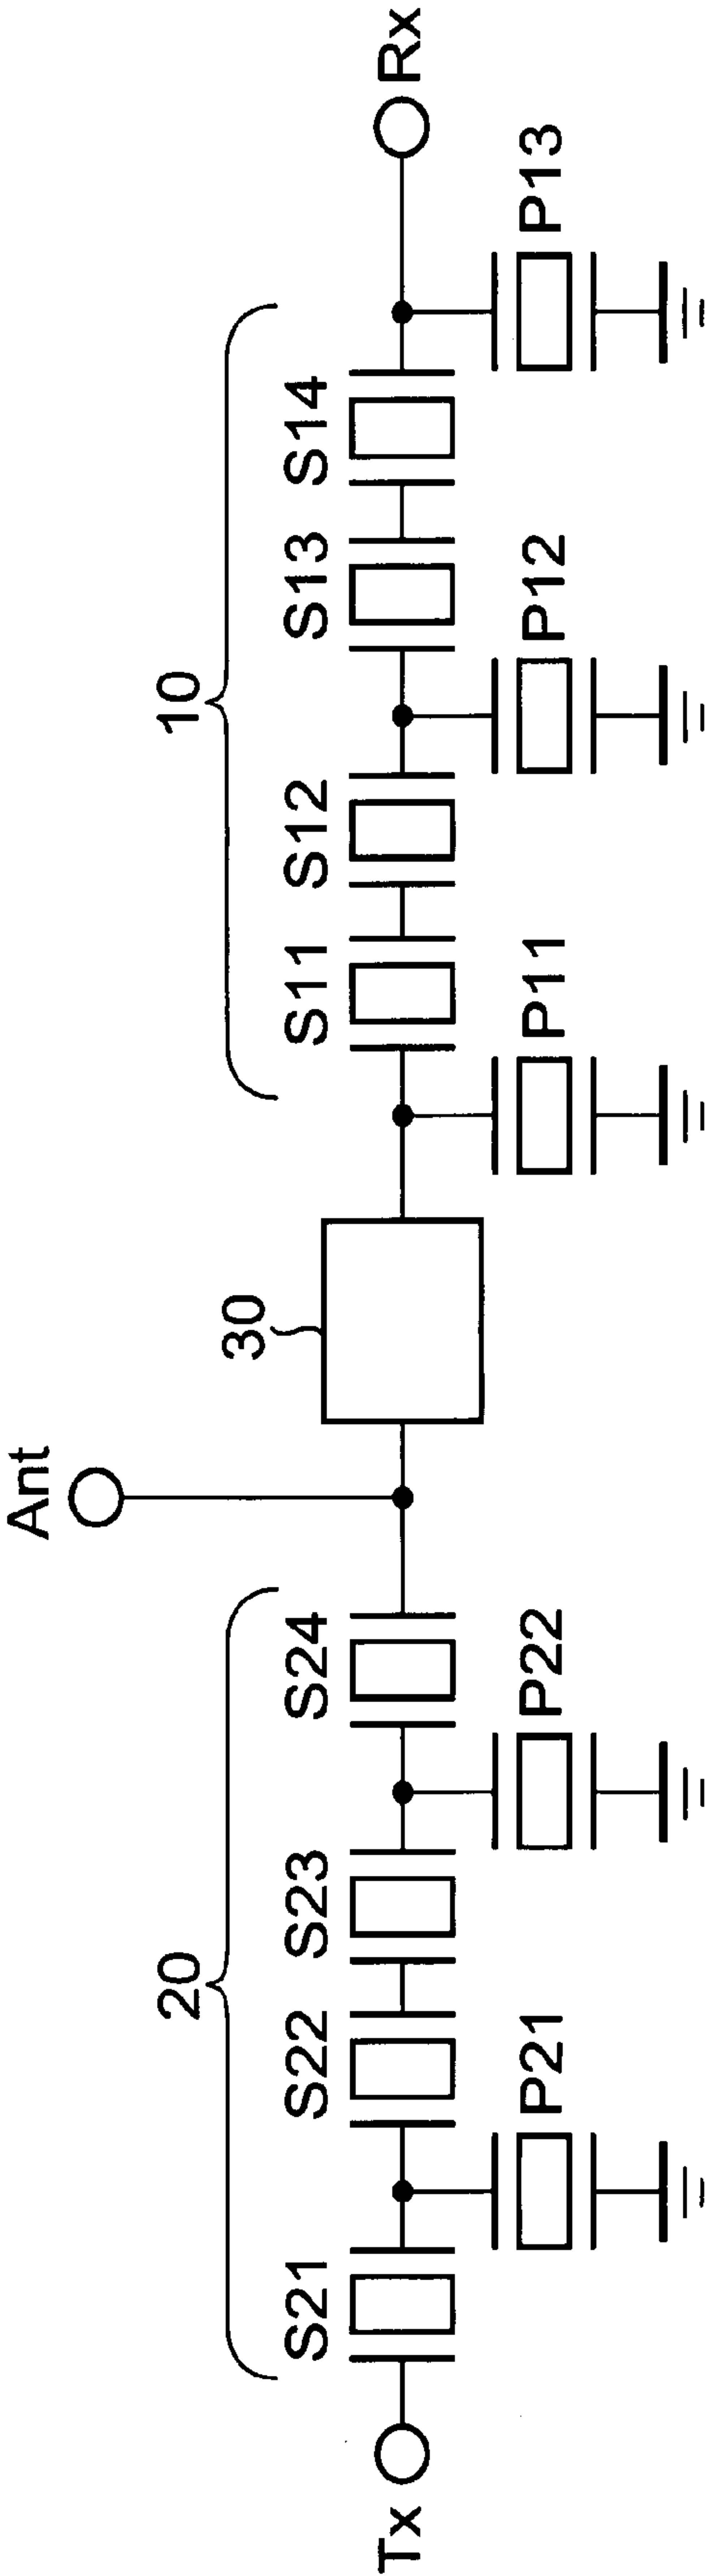 Ant
20
30
10
S21
S22
S23
S24
S11
S12
S13
S14
Tx
Rx
P21
P22
P11
P12
P13